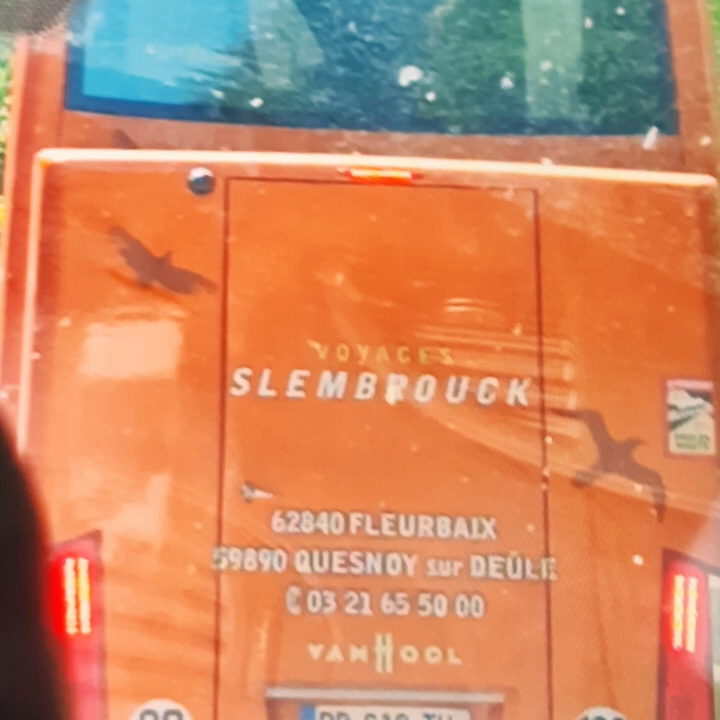 VOYAGES
SLEMBROUCK
62840 FLEURBAIX
59890 QUESNOY sur DEÛLE
03 21 65 50 00
VANHOOL